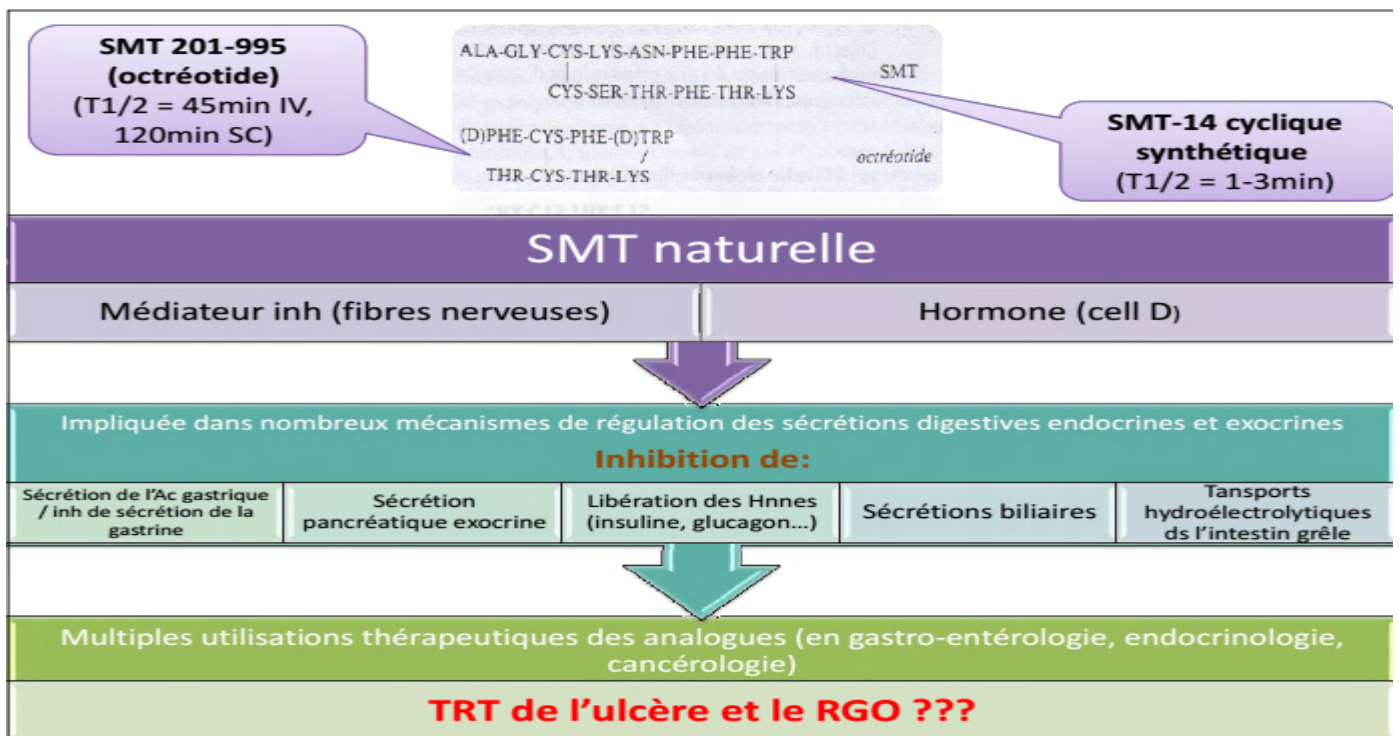 SMT 201-995
(octréotide)
(T1/2 = 45min IV,
120min SC)
ALA-GLY-CYS-LYS-ASN-PHE-PHE-TRP
SMT
CYS-SER-THR-PHE-THR-LYS
(D)PHE-CYS-PHE-(D)TRP
octréotide
THR-CYS-THR-LYS
SMT-14 cyclique
synthétique
(T1/2 = 1-3min)
SMT naturelle
Médiateur inh (fibres nerveuses)
Hormone (cell D)
Impliquée dans nombreux mécanismes de régulation des sécrétions digestives endocrines et exocrines
Inhibition de:
Sécrétion de l'Ac gastrique
/ inh de sécrétion de la
gastrine
Sécrétion
pancréatique exocrine
Libération des Hnnes
(insuline, glucagon...)
Sécrétions biliaires
Tansports
hydroélectrolytiques
ds l'intestin grêle
Multiples utilisations thérapeutiques des analogues (en gastro-entérologie, endocrinologie,
cancérologie)
TRT de l'ulcère et le RGO ???